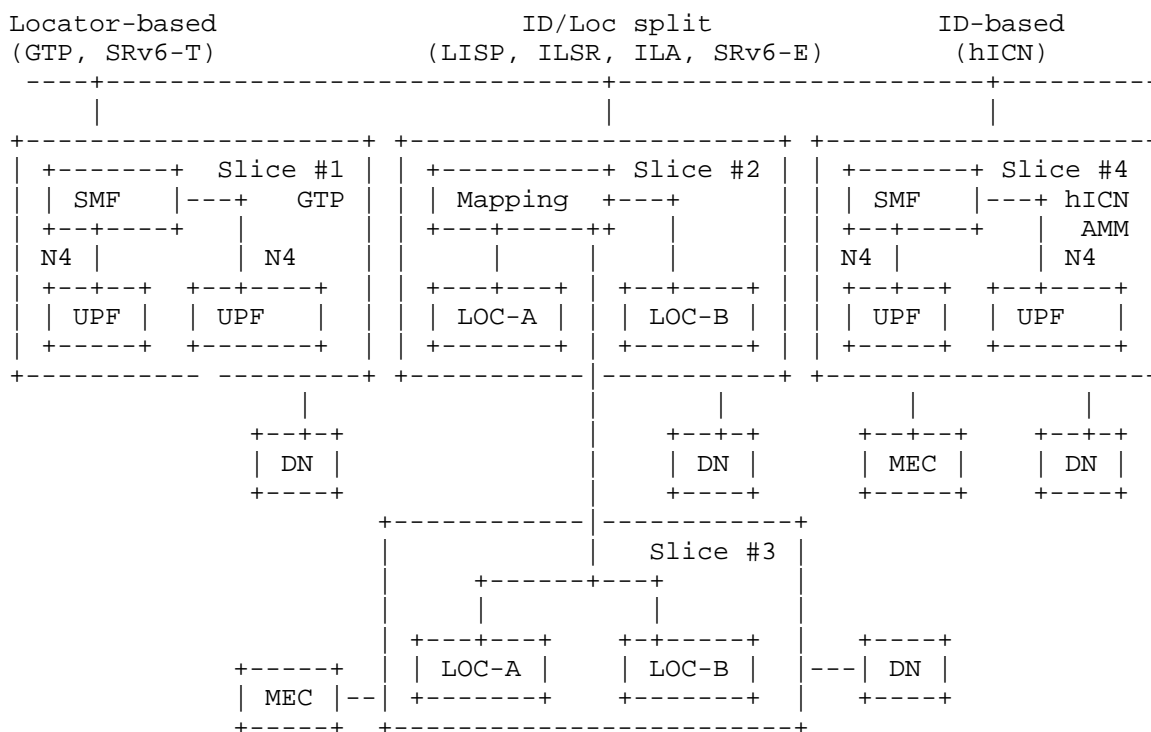 Locator-based ID/Loc split ID-based
(GTP, SRv6-T) (LISP, ILSR, ILA, SRv6-E) (hICN)
Slice #1 Slice #2 Slice #4
SMF GTP Mapping SMF hICN
AMM
N4 N4 N4 N4
UPF UPF LOC-A LOC-B UPF UPF
DN DN MEC DN
Slice #3
LOC-A LOC-B DN
MEC